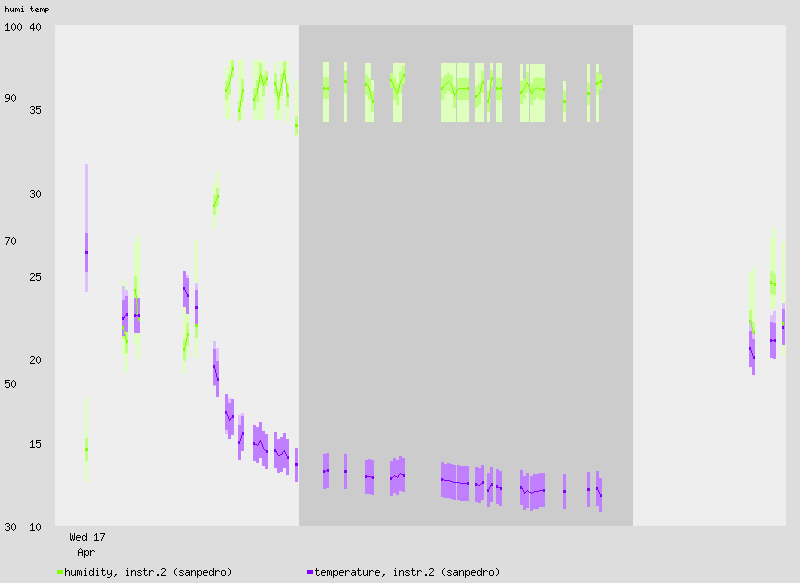 humi temp
100 40
90
35
30
70
25
20
50
15
30 10
Wed 17
Apr
humidity, instr.2 (sanpedro) temperature, instr.2 (sanpedro)